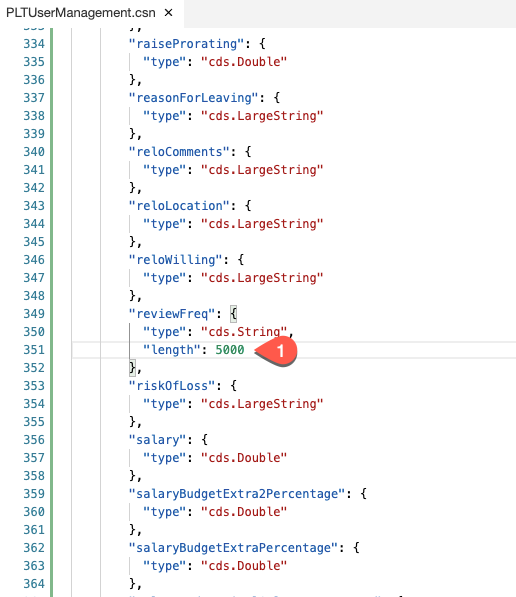 PLTUserManagement.csn ×
333 },
334 "raiseProrating": {
335 "type": "cds.Double"
336 },
337 "reasonForLeaving": {
338 "type": "cds.LargeString"
339 },
340 "reloComments": {
341 "type": "cds.LargeString"
342 },
343 "reloLocation": {
344 "type": "cds.LargeString"
345 },
346 "reloWilling": {
347 "type": "cds.LargeString"
348 },
349 "reviewFreq": {
350 "type": "cds.String",
351 "length": 5000 1
352 },
353 "riskOfLoss": {
354 "type": "cds.LargeString"
355 },
356 "salary": {
357 "type": "cds.Double"
358 },
359 "salaryBudgetExtra2Percentage": {
360 "type": "cds.Double"
361 },
362 "salaryBudgetExtraPercentage": {
363 "type": "cds.Double"
364 },